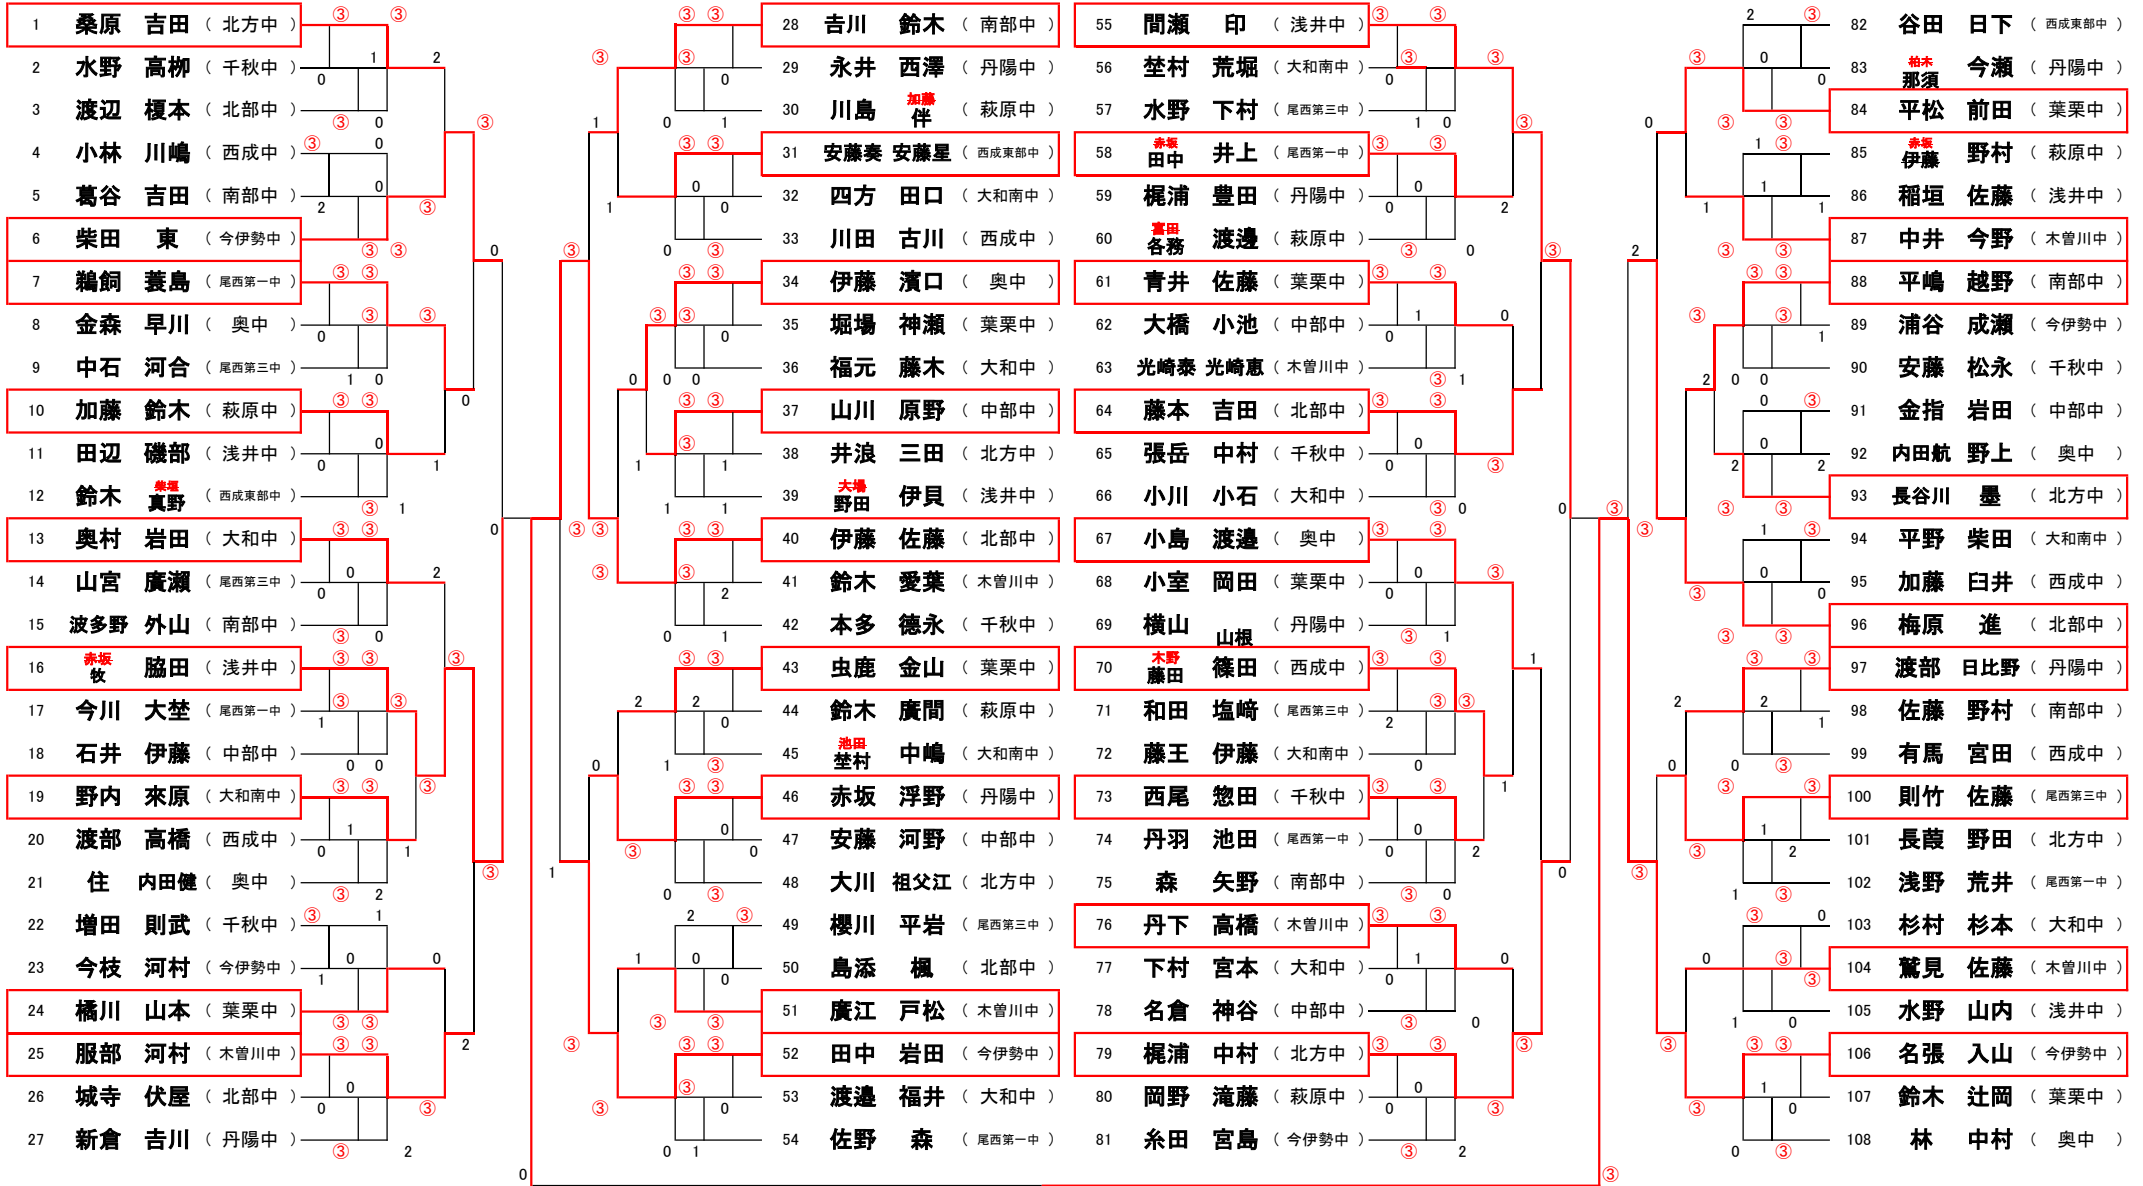 1 桑原 吉田 ( 北方中 )
2 水野 高栁 ( 千秋中 )
3 渡辺 榎本 ( 北部中 )
4 小林 川嶋 ( 西成中 )
5 葛谷 吉田 ( 南部中 )
6 柴田 東 ( 今伊勢中 )
7 鵜飼 蓑島 ( 尾西第一中 )
8 金森 早川 ( 奥中 )
9 中石 河合 ( 尾西第三中 )
10 加藤 鈴木 ( 萩原中 )
11 田辺 磯部 ( 浅井中 )
12 鈴木 柴垣 真野 ( 西成東部中 )
13 奥村 岩田 ( 大和中 )
14 山宮 廣瀬 ( 尾西第三中 )
15 波多野 外山 ( 南部中 )
16 赤坂 牧 脇田 ( 浅井中 )
17 今川 大埜 ( 尾西第一中 )
18 石井 伊藤 ( 中部中 )
19 野内 來原 ( 大和南中 )
20 渡部 高橋 ( 西成中 )
21 住 内田健 ( 奥中 )
22 増田 則武 ( 千秋中 )
23 今枝 河村 ( 今伊勢中 )
24 橘川 山本 ( 葉栗中 )
25 服部 河村 ( 木曽川中 )
26 城寺 伏屋 ( 北部中 )
27 新倉 吉川 ( 丹陽中 )
28 吉川 鈴木 ( 南部中 )
29 永井 西澤 ( 丹陽中 )
30 川島 加藤 伴 ( 萩原中 )
31 安藤奏 安藤星 ( 西成東部中 )
32 四方 田口 ( 大和南中 )
33 川田 古川 ( 西成中 )
34 伊藤 濱口 ( 奥中 )
35 堀場 神瀬 ( 葉栗中 )
36 福元 藤木 ( 大和中 )
37 山川 原野 ( 中部中 )
38 井浪 三田 ( 北方中 )
39 大場 野田 伊貝 ( 浅井中 )
40 伊藤 佐藤 ( 北部中 )
41 鈴木 愛葉 ( 木曽川中 )
42 本多 德永 ( 千秋中 )
43 虫鹿 金山 ( 葉栗中 )
44 鈴木 廣間 ( 萩原中 )
45 池田 埜村 中嶋 ( 大和南中 )
46 赤坂 浮野 ( 丹陽中 )
47 安藤 河野 ( 中部中 )
48 大川 祖父江 ( 北方中 )
49 櫻川 平岩 ( 尾西第三中 )
50 島添 楓 ( 北部中 )
51 廣江 戸松 ( 木曽川中 )
52 田中 岩田 ( 今伊勢中 )
53 渡邉 福井 ( 大和中 )
54 佐野 森 ( 尾西第一中 )
55 間瀬 印 ( 浅井中 )
56 埜村 荒堀 ( 大和南中 )
57 水野 下村 ( 尾西第三中 )
58 赤坂 田中 井上 ( 尾西第一中 )
59 梶浦 豊田 ( 丹陽中 )
60 富田 各務 渡邊 ( 萩原中 )
61 青井 佐藤 ( 葉栗中 )
62 大橋 小池 ( 中部中 )
63 光崎泰 光崎恵 ( 木曽川中 )
64 藤本 吉田 ( 北部中 )
65 張岳 中村 ( 千秋中 )
66 小川 小石 ( 大和中 )
67 小島 渡邉 ( 奥中 )
68 小室 岡田 ( 葉栗中 )
69 横山 山根 ( 丹陽中 )
70 木野 藤田 篠田 ( 西成中 )
71 和田 塩﨑 ( 尾西第三中 )
72 藤王 伊藤 ( 大和南中 )
73 西尾 惣田 ( 千秋中 )
74 丹羽 池田 ( 尾西第一中 )
75 森 矢野 ( 南部中 )
76 丹下 高橋 ( 木曽川中 )
77 下村 宮本 ( 大和中 )
78 名倉 神谷 ( 中部中 )
79 梶浦 中村 ( 北方中 )
80 岡野 滝藤 ( 萩原中 )
81 糸田 宮島 ( 今伊勢中 )
82 谷田 日下 ( 西成東部中 )
83 柏木 那須 今瀬 ( 丹陽中 )
84 平松 前田 ( 葉栗中 )
85 赤坂 伊藤 野村 ( 萩原中 )
86 稲垣 佐藤 ( 浅井中 )
87 中井 今野 ( 木曽川中 )
88 平嶋 越野 ( 南部中 )
89 浦谷 成瀬 ( 今伊勢中 )
90 安藤 松永 ( 千秋中 )
91 金指 岩田 ( 中部中 )
92 内田航 野上 ( 奥中 )
93 長谷川 墨 ( 北方中 )
94 平野 柴田 ( 大和南中 )
95 加藤 臼井 ( 西成中 )
96 梅原 進 ( 北部中 )
97 渡部 日比野 ( 丹陽中 )
98 佐藤 野村 ( 南部中 )
99 有馬 宮田 ( 西成中 )
100 則竹 佐藤 ( 尾西第三中 )
101 長葭 野田 ( 北方中 )
102 浅野 荒井 ( 尾西第一中 )
103 杉村 杉本 ( 大和中 )
104 鷲見 佐藤 ( 木曽川中 )
105 水野 山内 ( 浅井中 )
106 名張 入山 ( 今伊勢中 )
107 鈴木 辻岡 ( 葉栗中 )
108 林 中村 ( 奥中 )